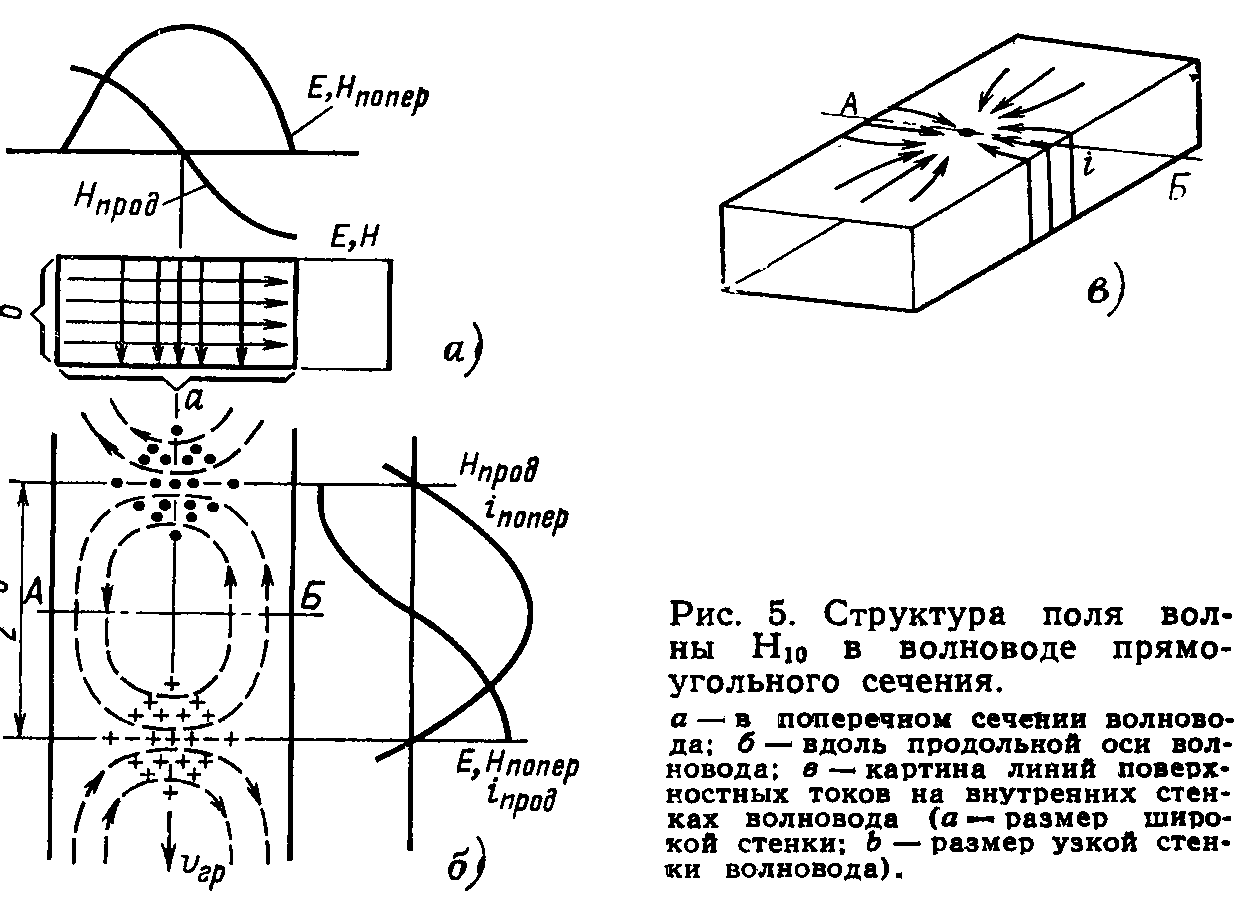 E, Hпопер
Hпрод
E, H
b
a
а)
А
i
Б
в)
Hпрод
iпопер
А
Б
E, Hпопер
iпрод
vгр
б)
Рис. 5. Структура поля вол-
ны H10 в волноводе прямо-
угольного сечения.
а — в поперечном сечении волново-
да; б — вдоль продольной оси вол-
новода; в — картина линий поверх-
ностных токов на внутренних стен-
ках волновода (a — размер широ-
кой стенки; b — размер узкой стен-
ки волновода).